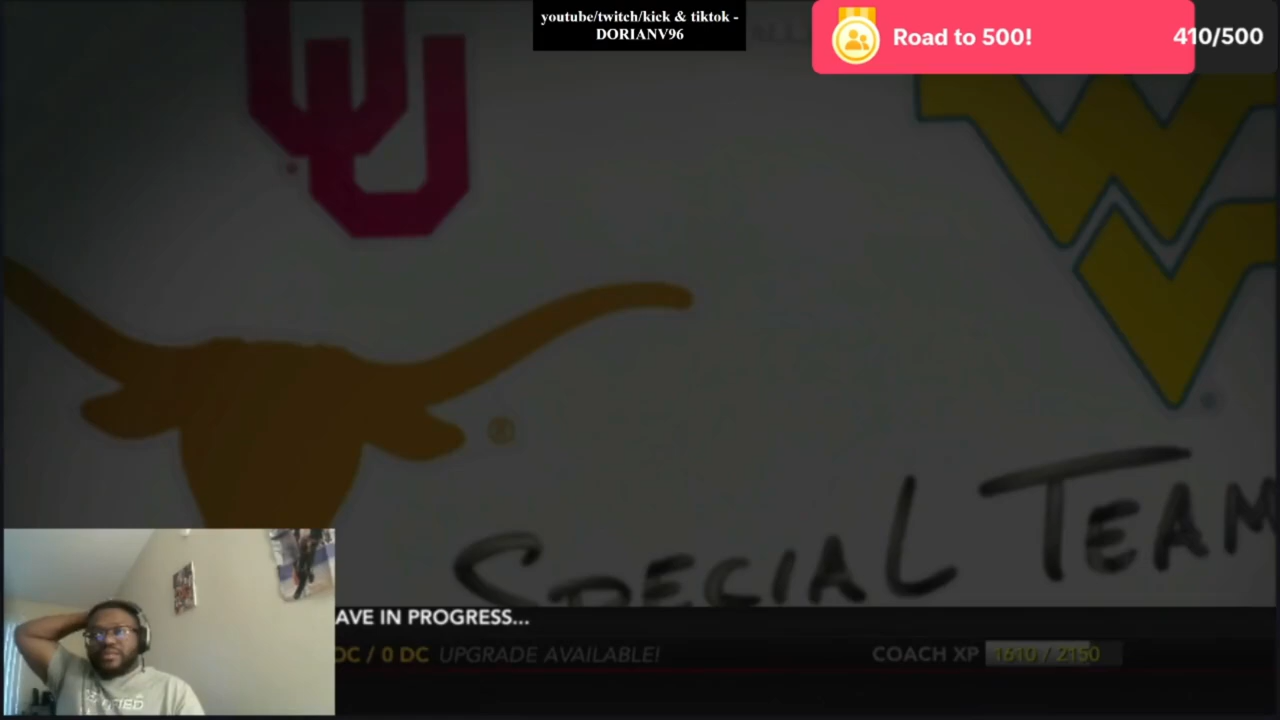 youtube/twitch/kick & tiktok -
DORIANV96
Road to 500!
410/500
SPECIAL TEAM
AVE IN PROGRESS...
DC / 0 DC UPGRADE AVAILABLE!
COACH XP 1610 / 2150